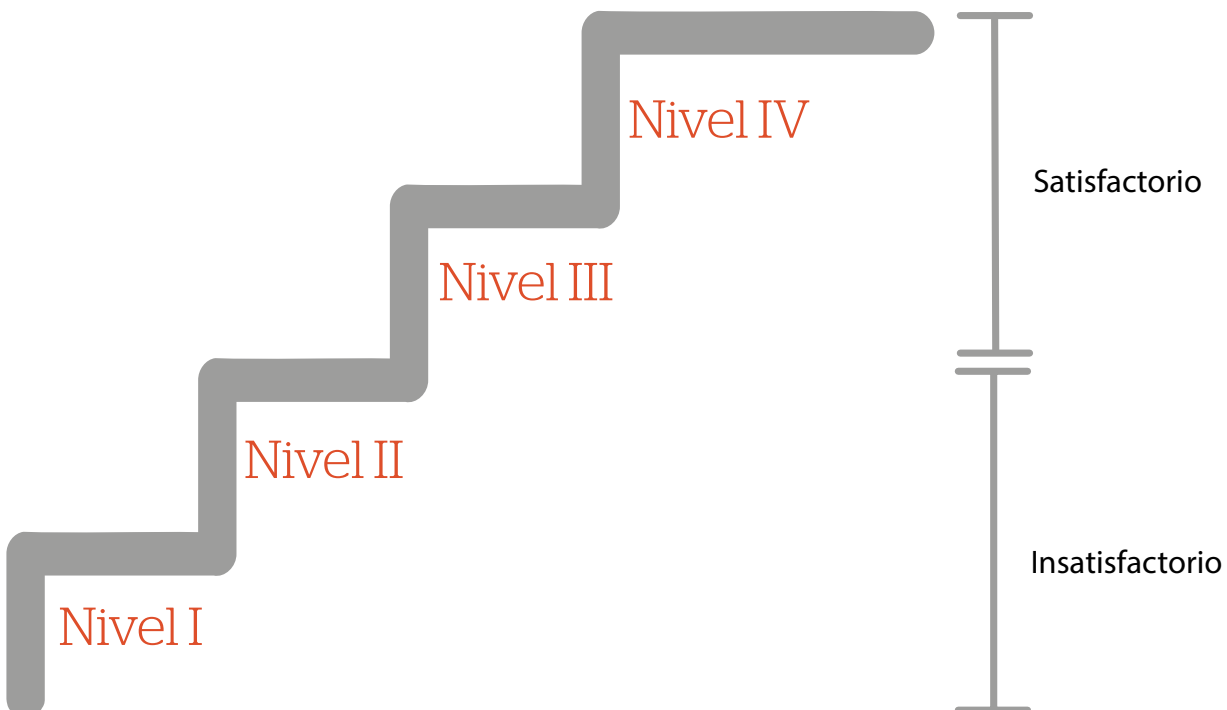 Nivel IV
Satisfactorio
Nivel III
Nivel II
Insatisfactorio
Nivel I